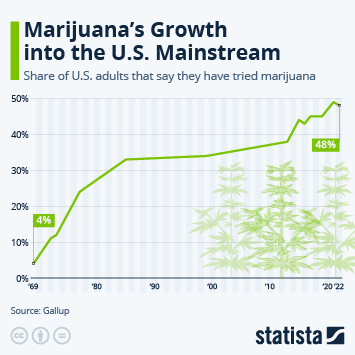 Marijuana's Growth
into the U.S. Mainstream
Share of U.S. adults that say they have tried marijuana
50%
40%
30%
20%
10%
0%
4%
48%
'69 '80 '90 '00 '10 '20 '22
Source: Gallup
cc
statista